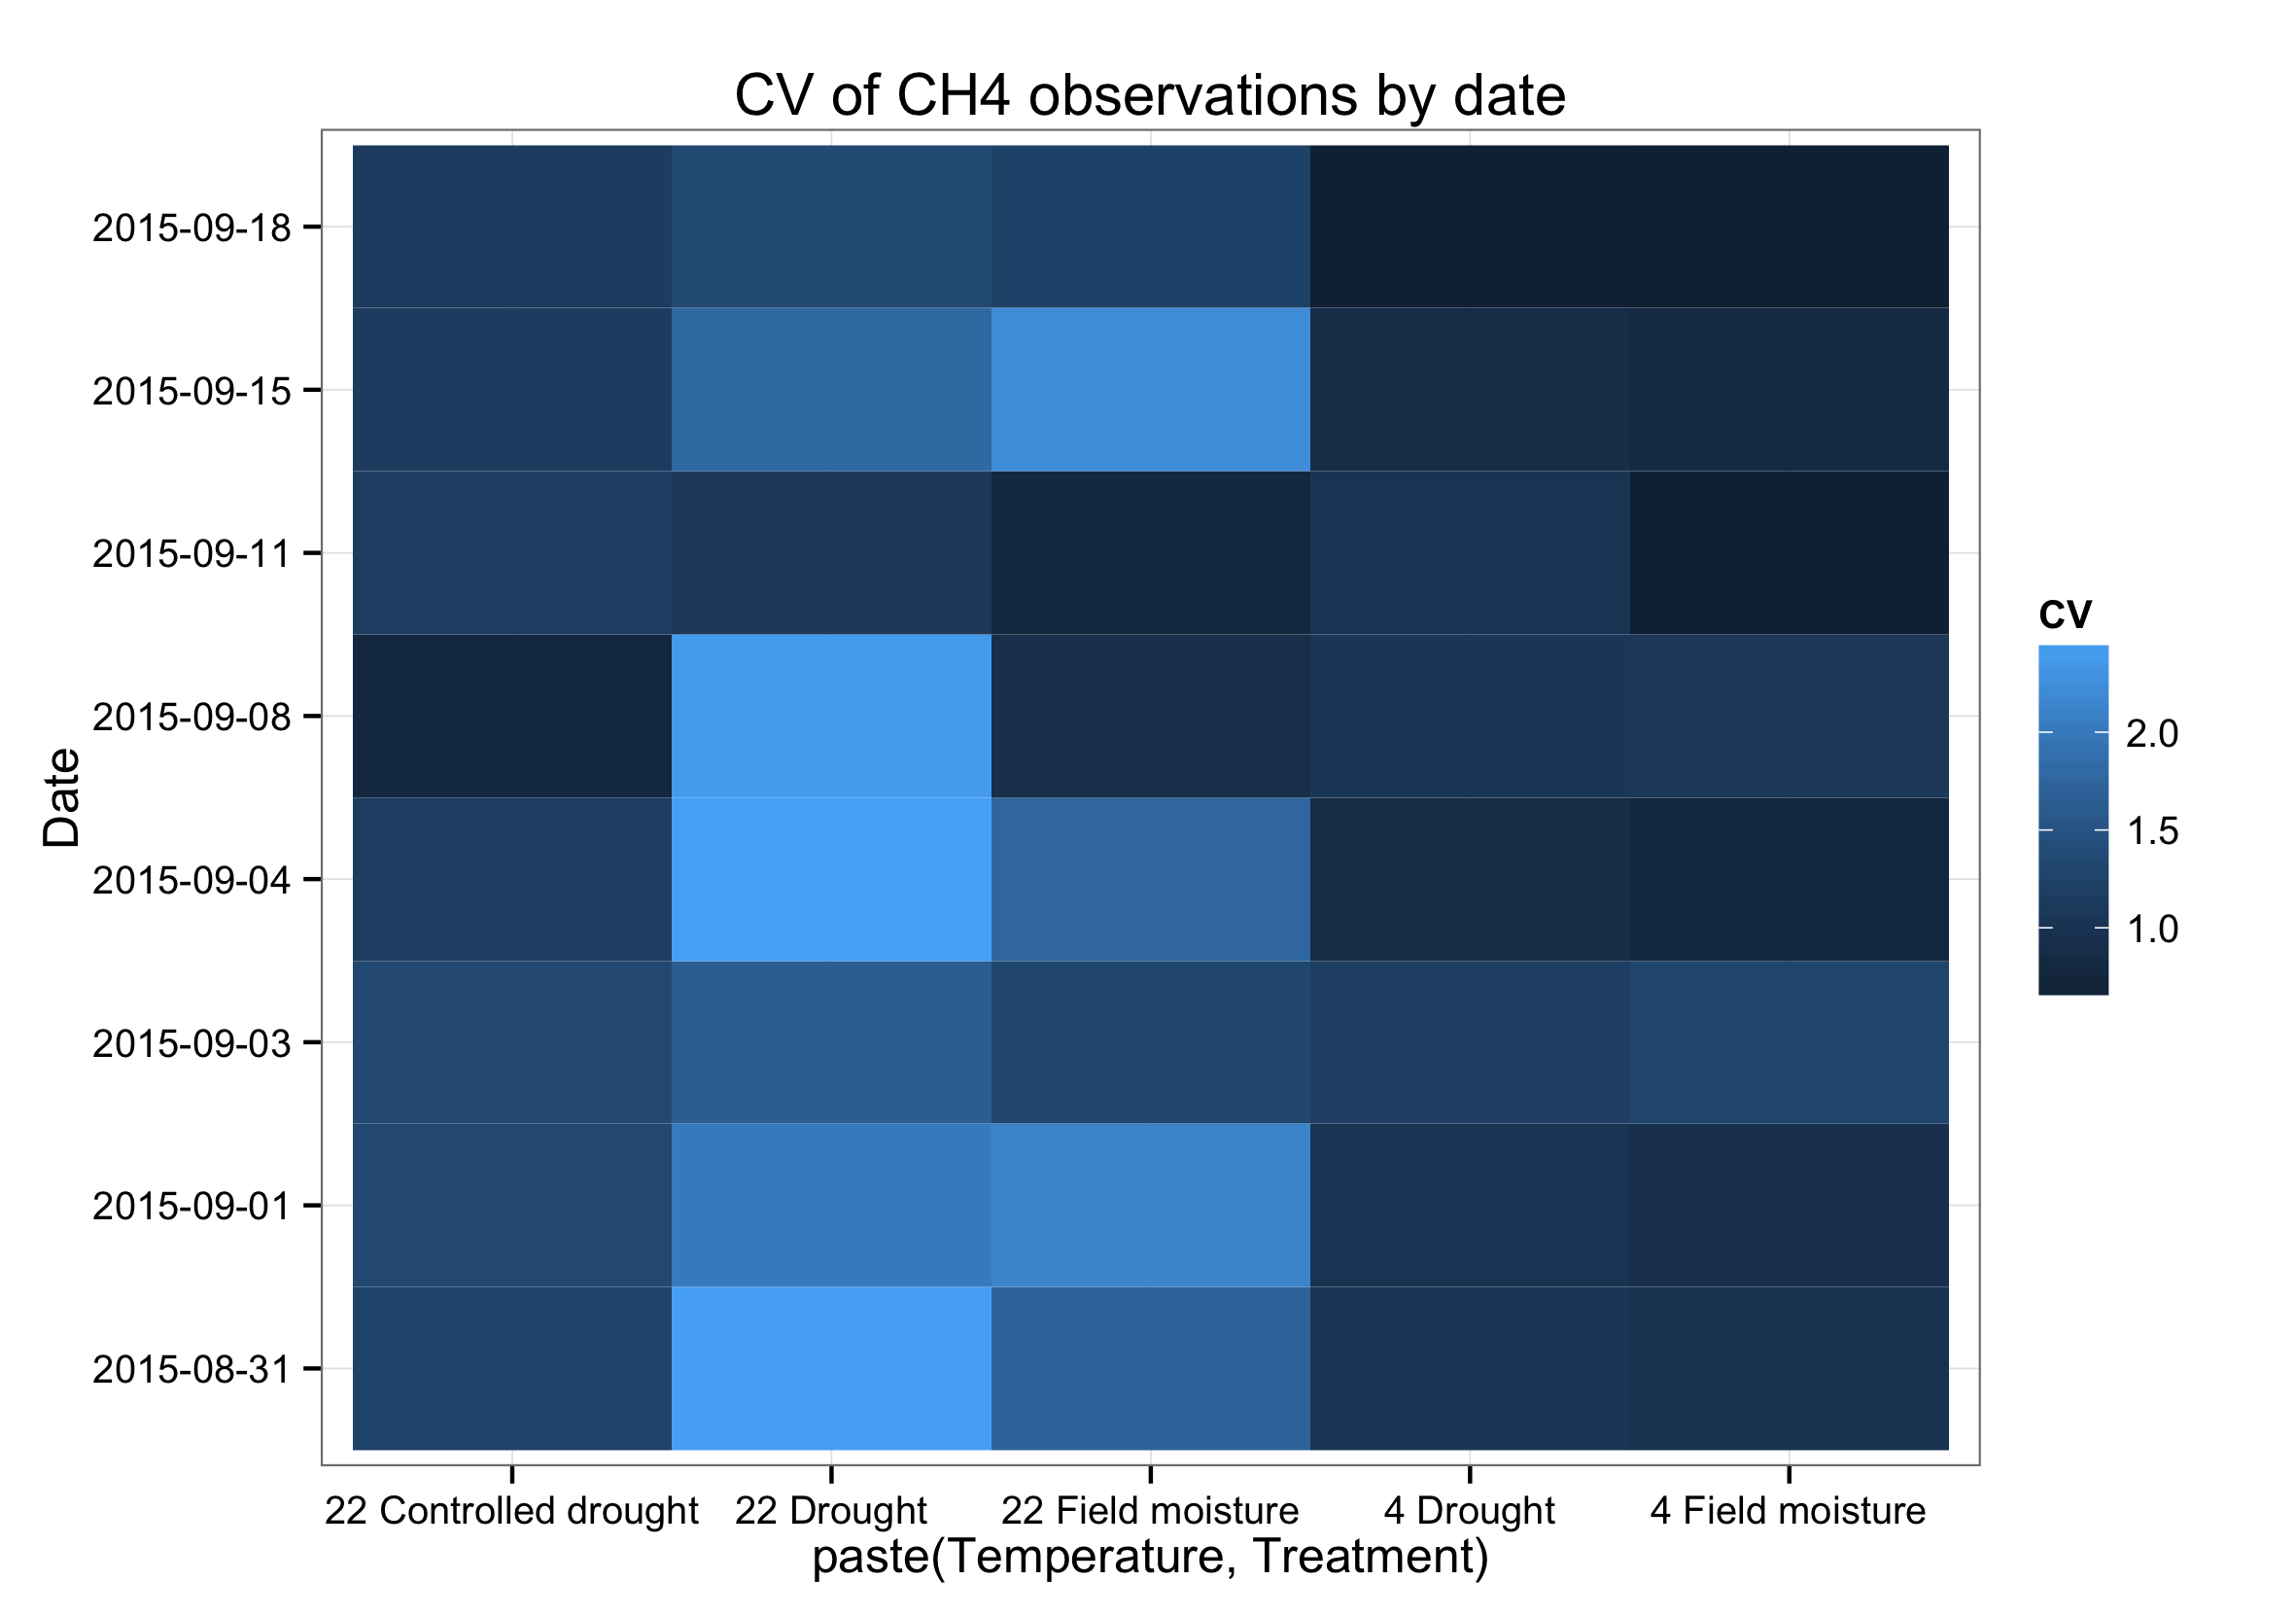 CV of CH4 observations by date
2015-09-18
2015-09-15
2015-09-11
2015-09-08
2015-09-04
2015-09-03
2015-09-01
2015-08-31
Date
22 Controlled drought 22 Drought 22 Field moisture 4 Drought 4 Field moisture
paste(Temperature, Treatment)
cv
2.0
1.5
1.0